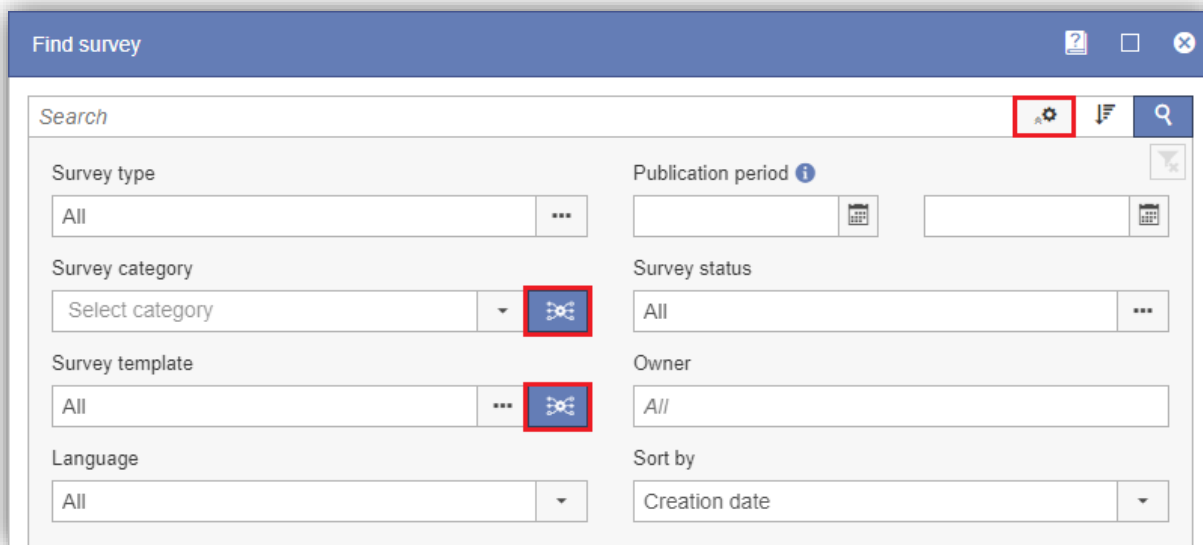 Find survey
Search
Survey type
Publication period
All
Survey category
Survey status
Select category
All
Survey template
Owner
All
All
Language
Sort by
All
Creation date